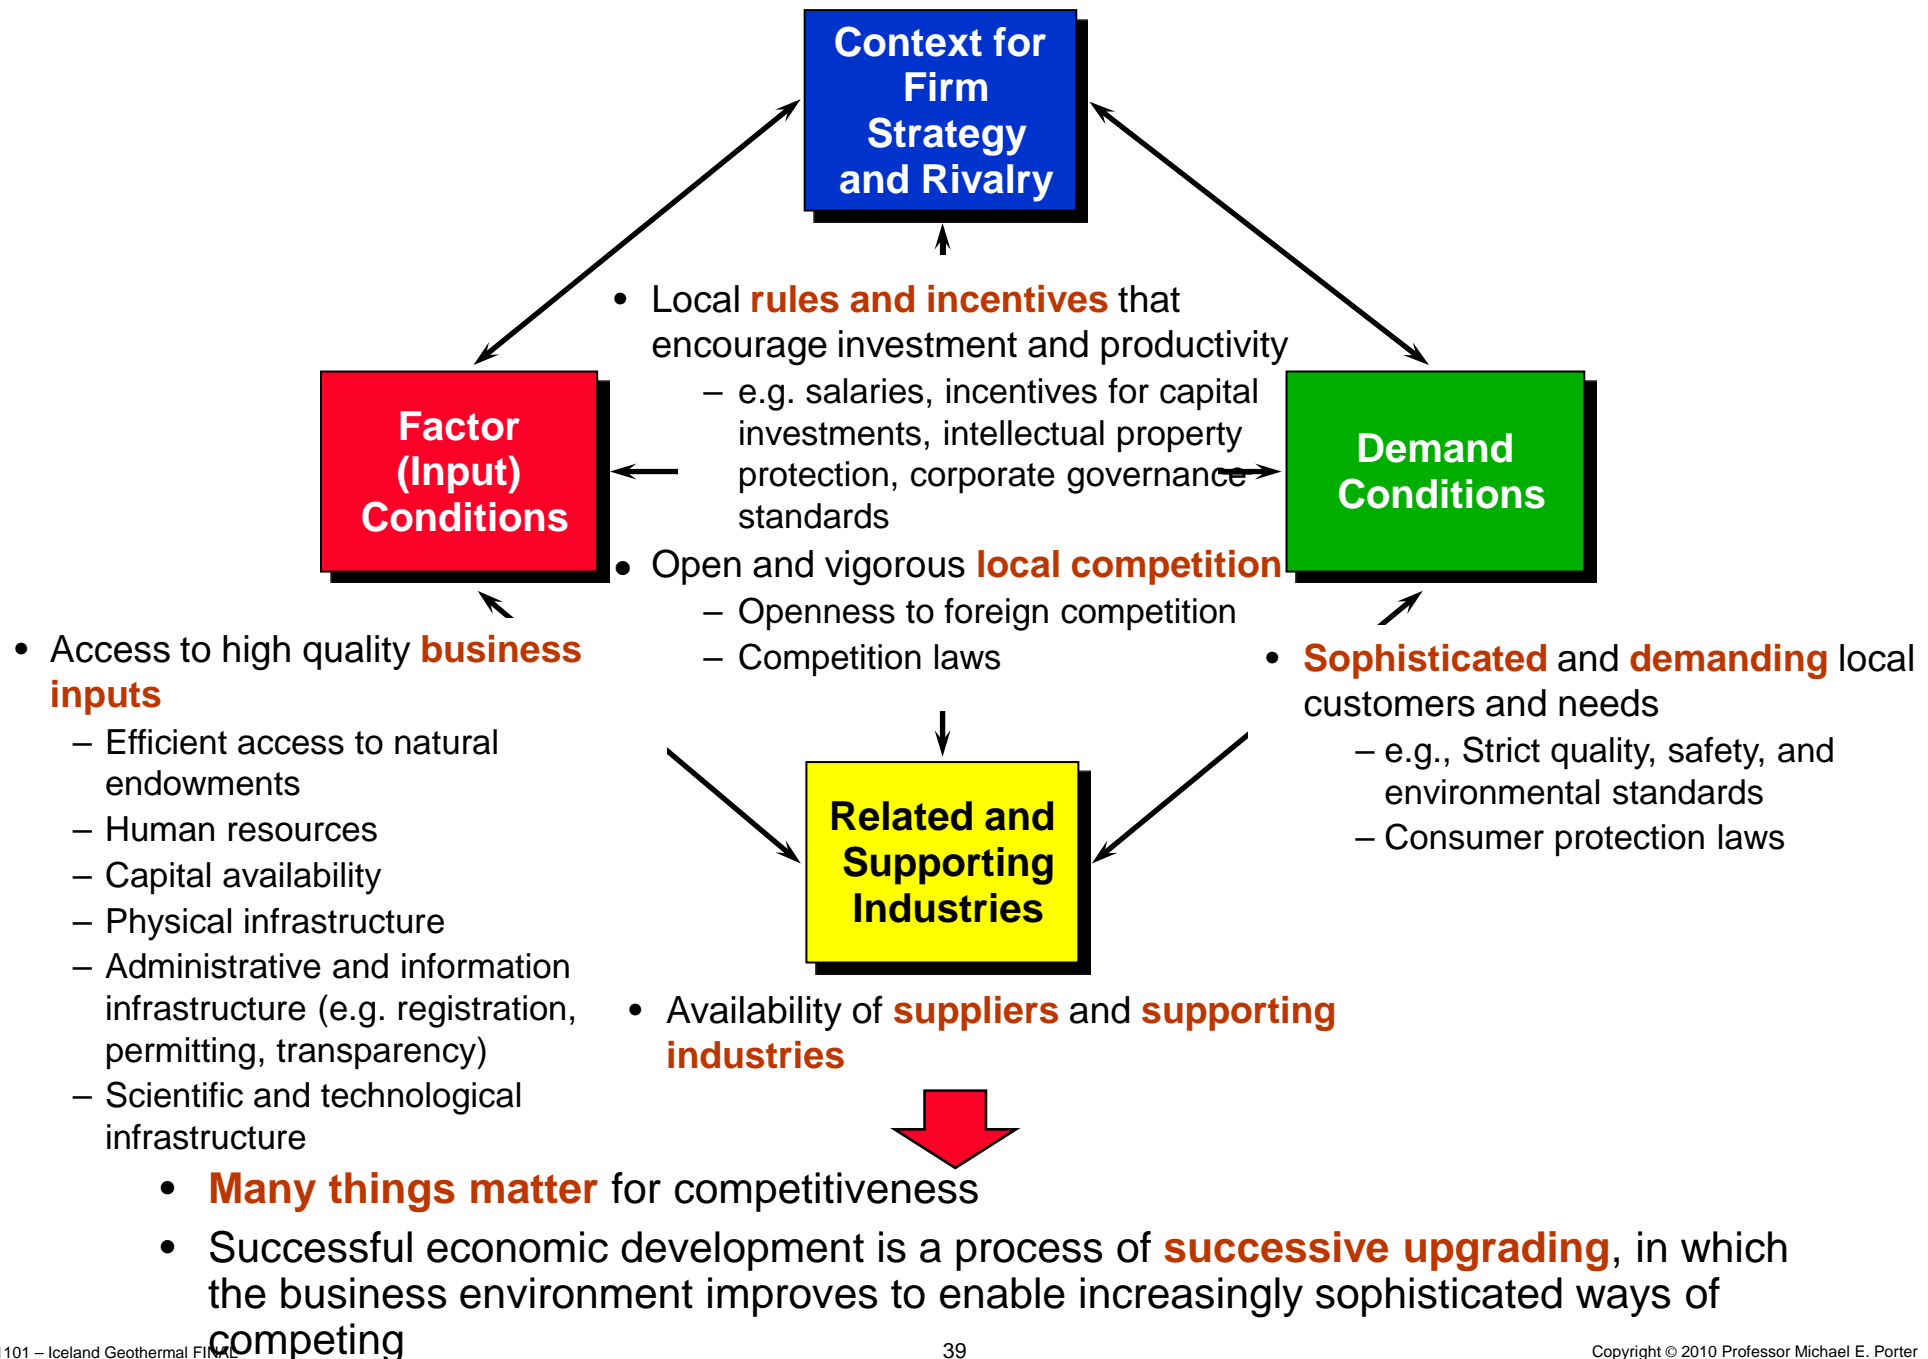 Context for
Firm
Strategy
and Rivalry
• Local rules and incentives that
encourage investment and productivity
– e.g. salaries, incentives for capital
investments, intellectual property
protection, corporate governance
standards
• Open and vigorous local competition
– Openness to foreign competition
– Competition laws
Factor
(Input)
Conditions
Demand
Conditions
• Access to high quality business
inputs
– Efficient access to natural
endowments
– Human resources
– Capital availability
– Physical infrastructure
– Administrative and information
infrastructure (e.g. registration,
permitting, transparency)
– Scientific and technological
infrastructure
• Sophisticated and demanding local
customers and needs
– e.g., Strict quality, safety, and
environmental standards
– Consumer protection laws
Related and
Supporting
Industries
• Availability of suppliers and supporting
industries
• Many things matter for competitiveness
• Successful economic development is a process of successive upgrading, in which
the business environment improves to enable increasingly sophisticated ways of
competing
1101 – Iceland Geothermal FINAL
39
Copyright © 2010 Professor Michael E. Porter